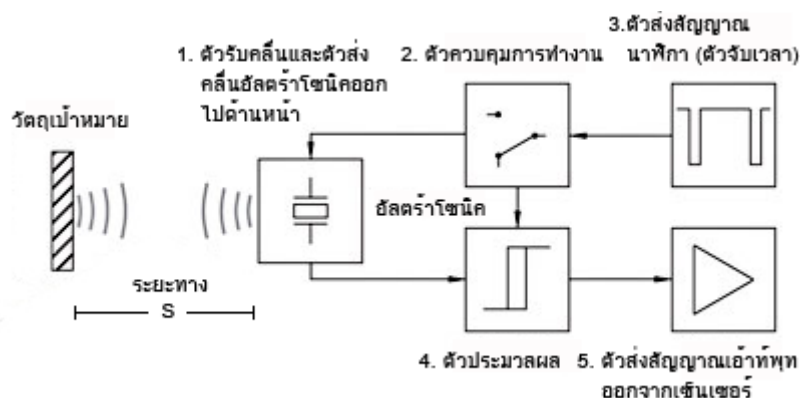 3.ตัวส่งสัญญาณ
นาฬิกา (ตัวจับเวลา)
1. ตัวรับคลื่นและตัวส่ง
คลื่นอัลตร้าโซนิคออก
ไปด้านหน้า
2. ตัวควบคุมการทำงาน
วัตถุเป้าหมาย
อัลตร้าโซนิค
ระยะทาง
S
4. ตัวประมวลผล
5. ตัวส่งสัญญาณเอ้าท์พุท
ออกจากเซ็นเซอร์